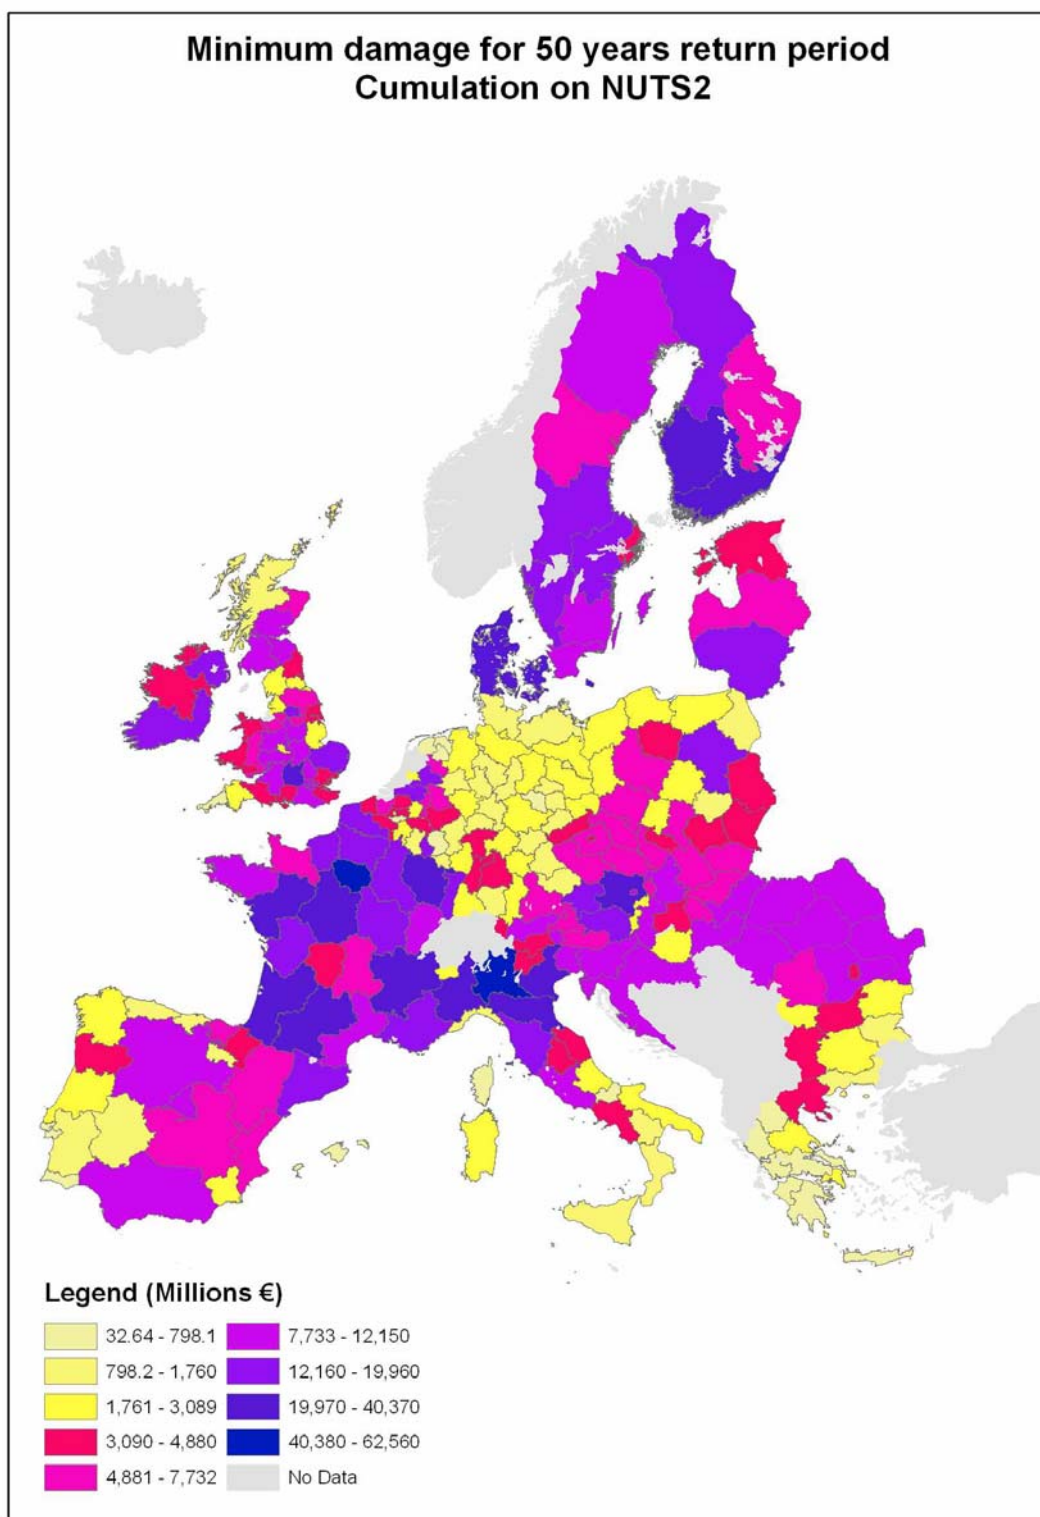 Minimum damage for 50 years return period
Cumulation on NUTS2
Legend (Millions €)
32.64 - 798.1
798.2 - 1,760
1,761 - 3,089
3,090 - 4,880
4,881 - 7,732
7,733 - 12,150
12,160 - 19,960
19,970 - 40,370
40,380 - 62,560
No Data